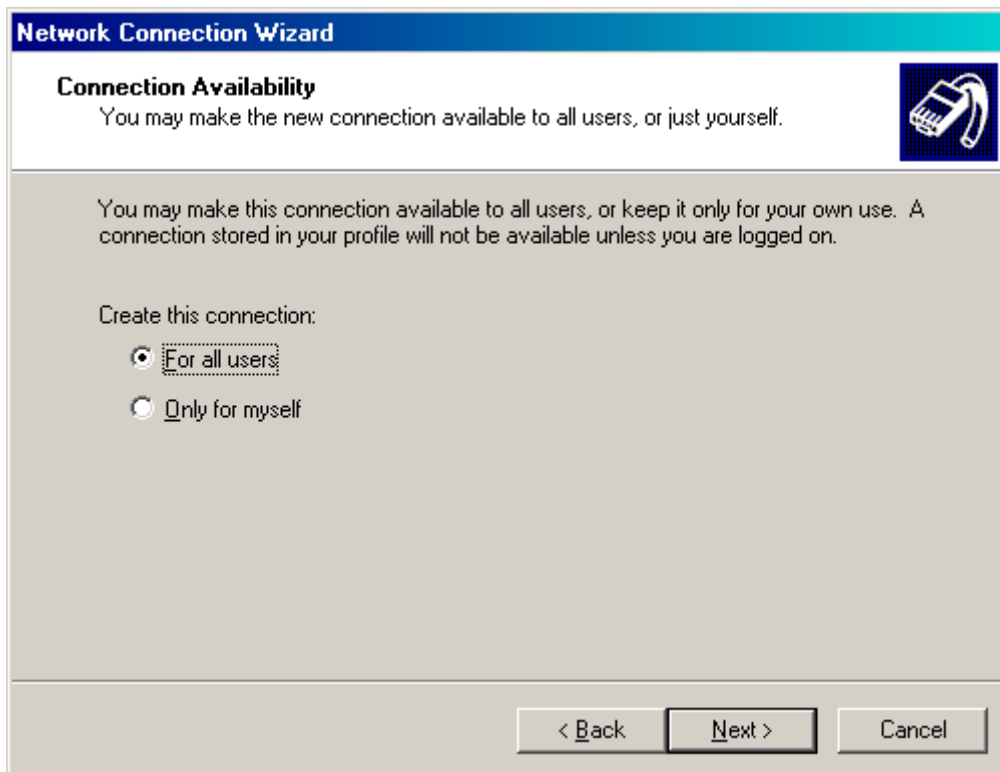 Network Connection Wizard
Connection Availability
You may make the new connection available to all users, or just yourself.
You may make this connection available to all users, or keep it only for your own use.  A
connection stored in your profile will not be available unless you are logged on.
Create this connection:
For all users
Only for myself
< Back
Next >
Cancel